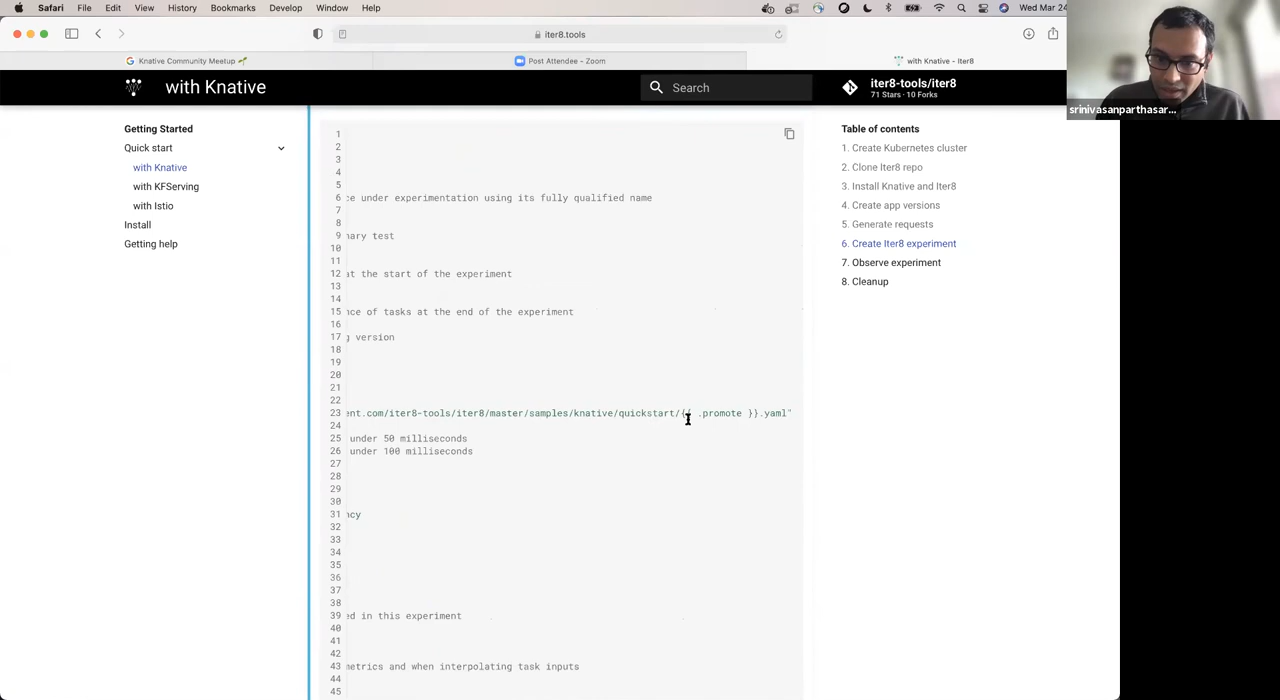 Safari File Edit View History Bookmarks Develop Window Help Wed Mar 24
iter8.tools
Knative Community Meetup
Post Attendee - Zoom
with Knative - Iter8
with Knative
Search
iter8-tools/iter8
71 Stars · 10 Forks
srinivasanparthasar...
Getting Started
Quick start
with Knative
with KFServing
with Istio
Install
Getting help
1
2
3
4
5
6 ce under experimentation using its fully qualified name
7
8
9 nary test
10
11
12 at the start of the experiment
13
14
15 nce of tasks at the end of the experiment
16
17 g version
18
19
20
21
22
23 ent.com/iter8-tools/iter8/master/samples/knative/quickstart/{{ .promote }}.yaml"
24
25 under 50 milliseconds
26 under 100 milliseconds
27
28
29
30
31 ncy
32
33
34
35
36
37
38
39 ed in this experiment
40
41
42
43 metrics and when interpolating task inputs
44
45
Table of contents
1. Create Kubernetes cluster
2. Clone Iter8 repo
3. Install Knative and Iter8
4. Create app versions
5. Generate requests
6. Create Iter8 experiment
7. Observe experiment
8. Cleanup